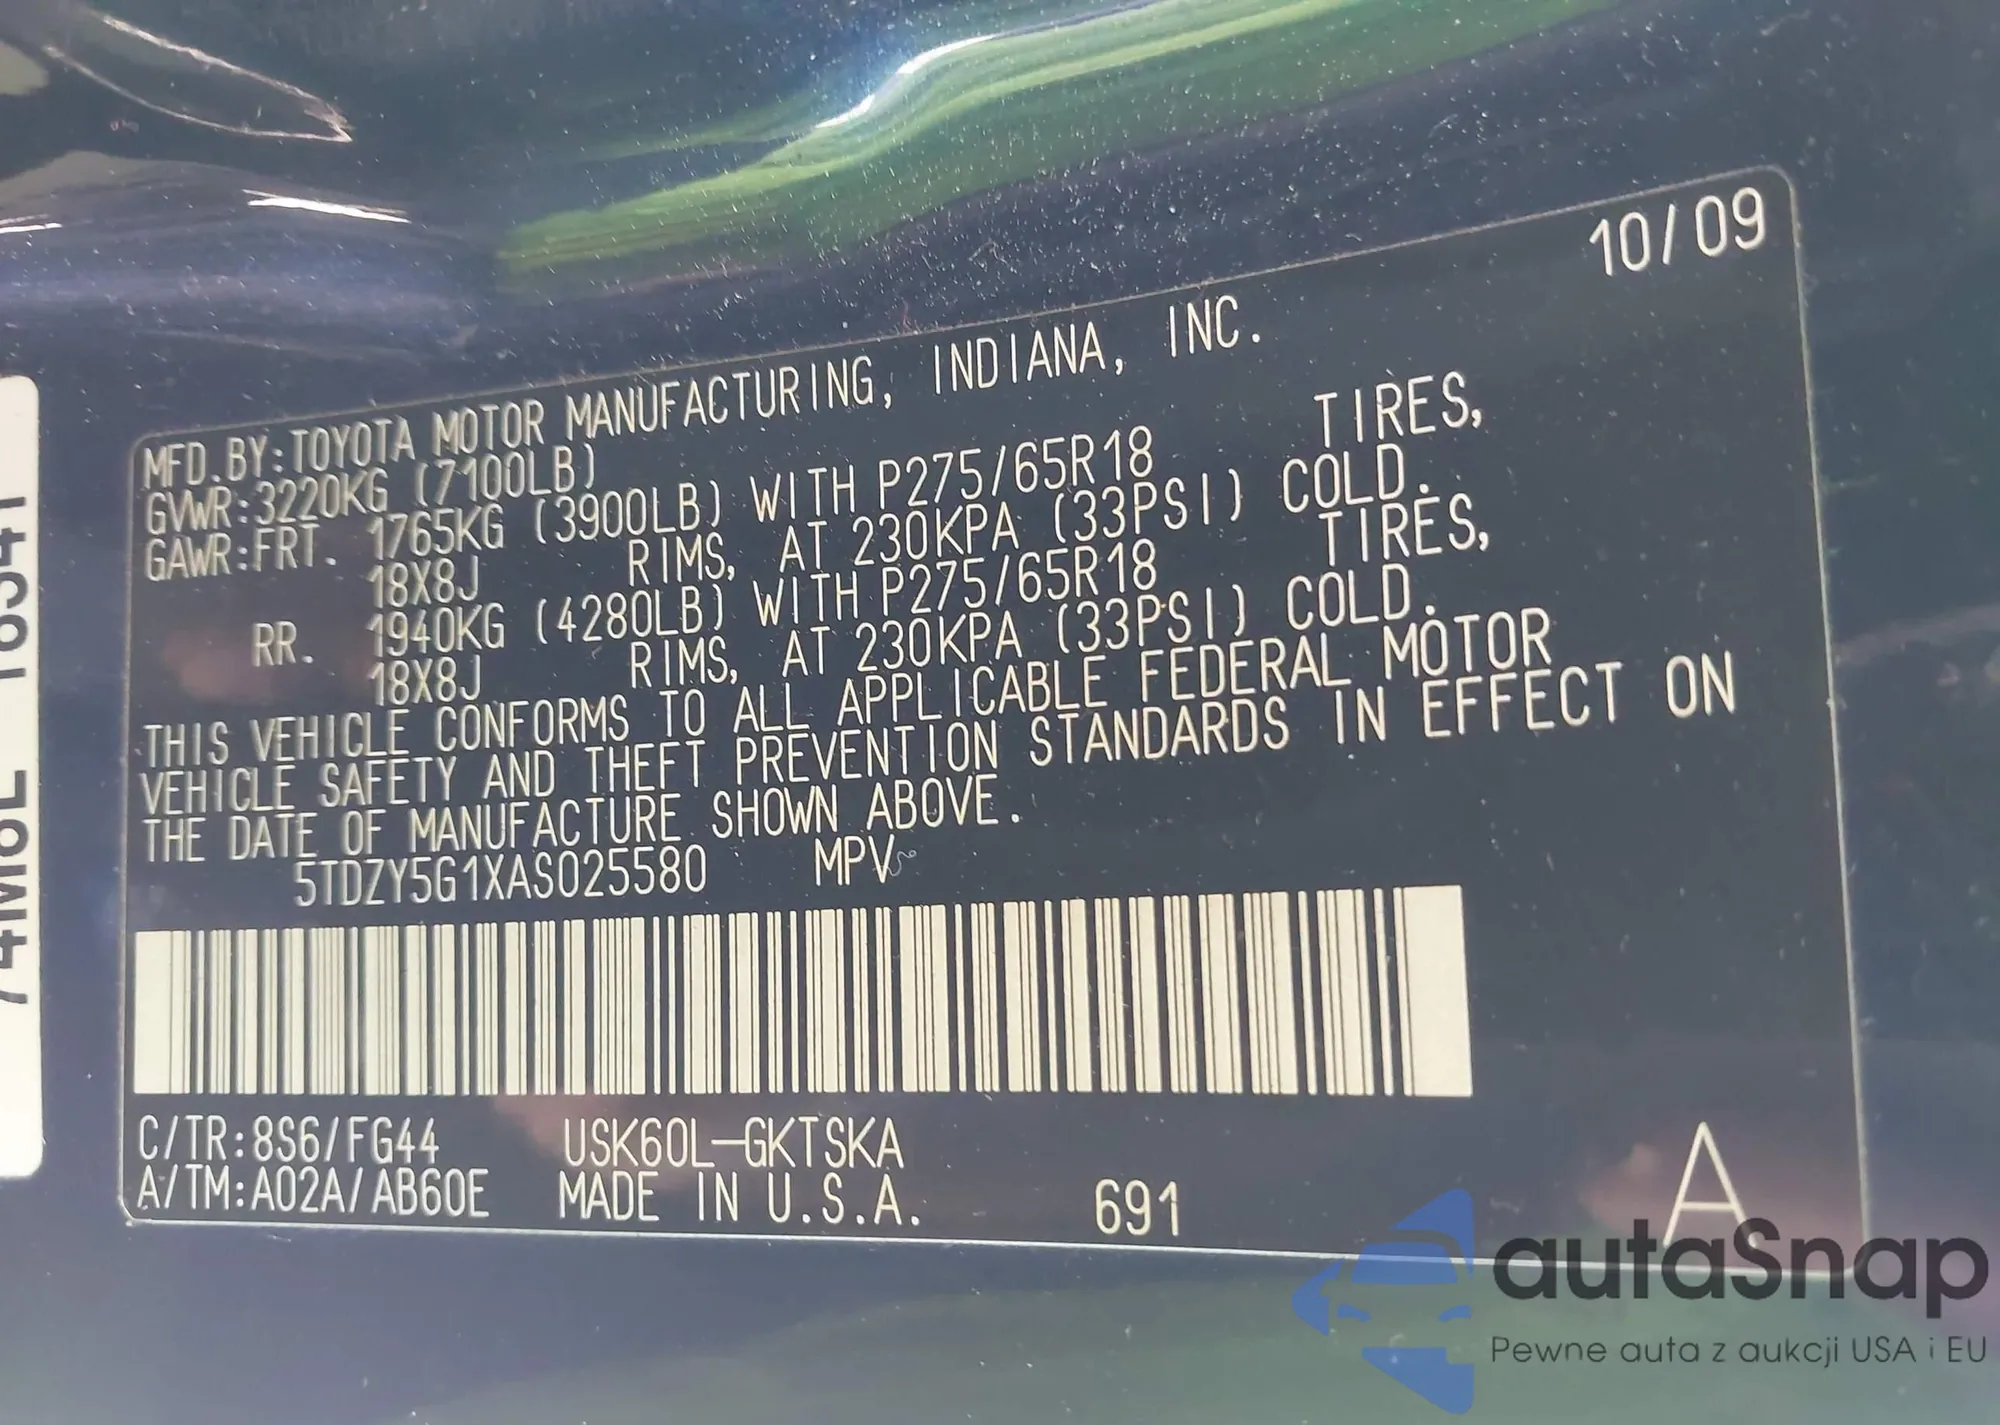 10/09
MFD.BY:TOYOTA MOTOR MANUFACTURING, INDIANA, INC.
GVWR:3220KG (7100LB)
GAWR:FRT. 1765KG (3900LB) WITH P275/65R18 TIRES,
18X8J RIMS, AT 230KPA (33PSI) COLD.
RR. 1940KG (4280LB) WITH P275/65R18 TIRES,
18X8J RIMS, AT 230KPA (33PSI) COLD.
THIS VEHICLE CONFORMS TO ALL APPLICABLE FEDERAL MOTOR
VEHICLE SAFETY AND THEFT PREVENTION STANDARDS IN EFFECT ON
THE DATE OF MANUFACTURE SHOWN ABOVE.
5TDZY5G1XAS025580 MPV
C/TR:8S6/FG44 USK60L-GKTSKA
A/TM:A02A/AB60E MADE IN U.S.A. 691 A
autaSnap
Pewne auta z aukcji USA i EU